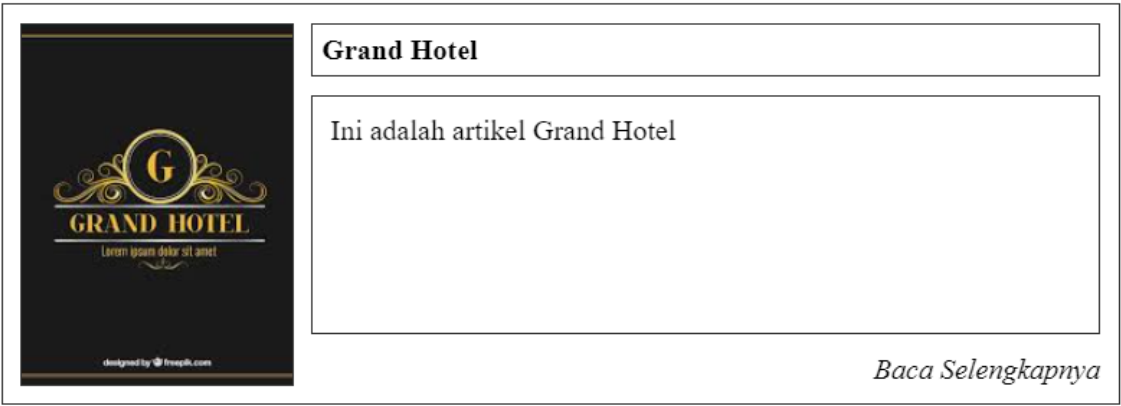 G
GRAND HOTEL
Lorem ipsum dolor sit amet
designed by freepik.com
Grand Hotel
Ini adalah artikel Grand Hotel
Baca Selengkapnya